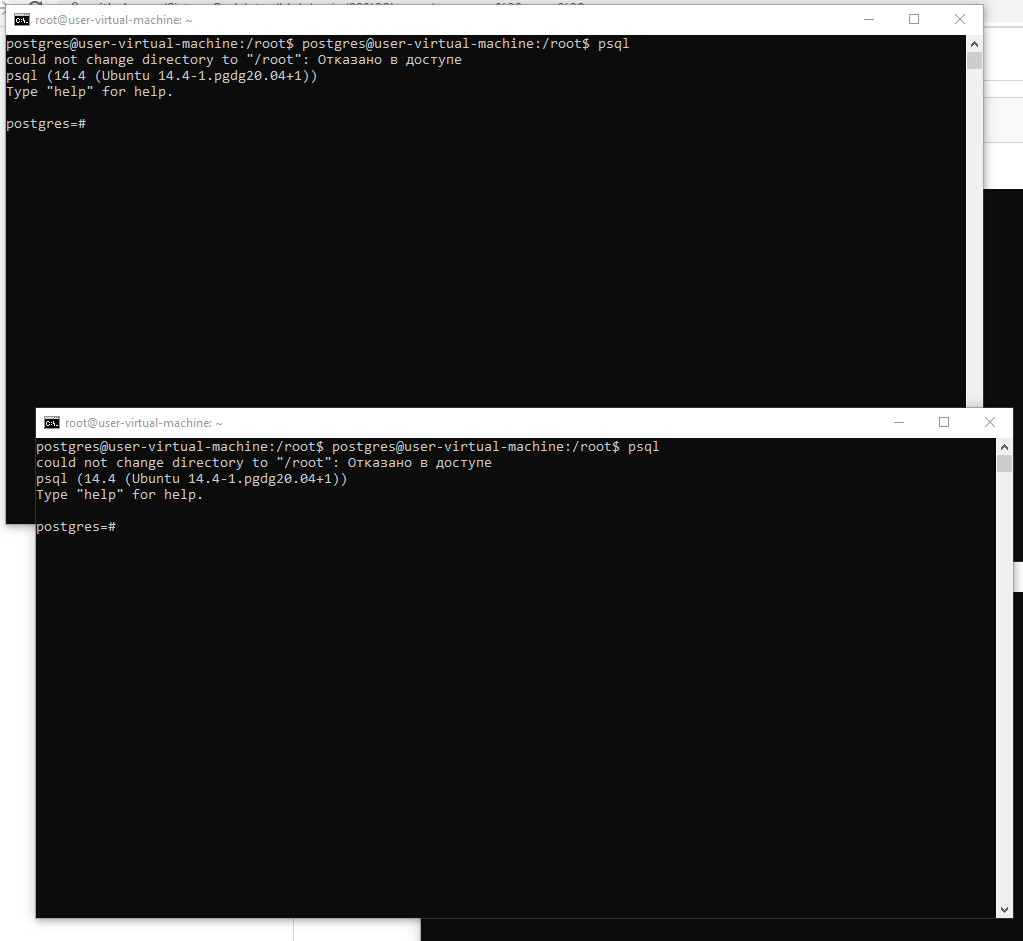 root@user-virtual-machine: ~
postgres@user-virtual-machine:/root$ postgres@user-virtual-machine:/root$ psql
could not change directory to "/root": Отказано в доступе
psql (14.4 (Ubuntu 14.4-1.pgdg20.04+1))
Type "help" for help.
postgres=#
root@user-virtual-machine: ~
postgres@user-virtual-machine:/root$ postgres@user-virtual-machine:/root$ psql
could not change directory to "/root": Отказано в доступе
psql (14.4 (Ubuntu 14.4-1.pgdg20.04+1))
Type "help" for help.
postgres=#